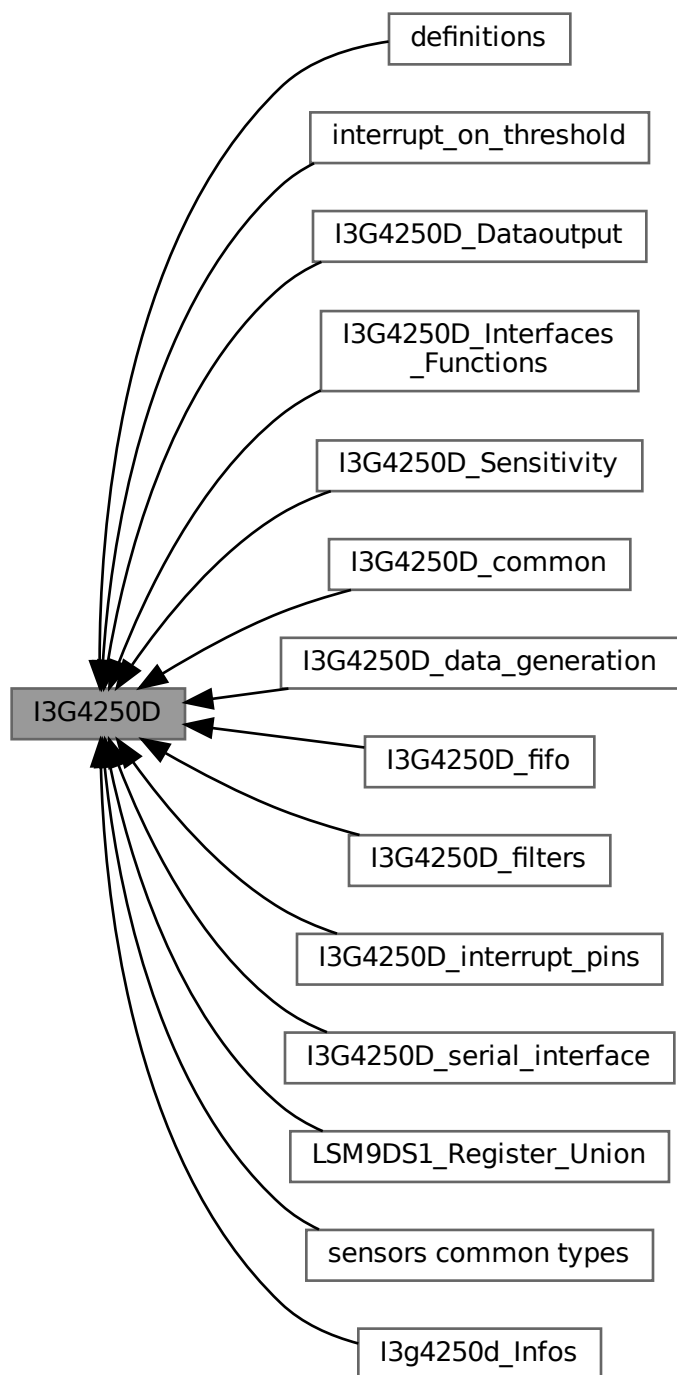 definitions
interrupt_on_threshold
I3G4250D_Dataoutput
I3G4250D_Interfaces
_Functions
I3G4250D_Sensitivity
I3G4250D_common
I3G4250D_data_generation
I3G4250D
I3G4250D_fifo
I3G4250D_filters
I3G4250D_interrupt_pins
I3G4250D_serial_interface
LSM9DS1_Register_Union
sensors common types
I3g4250d_Infos